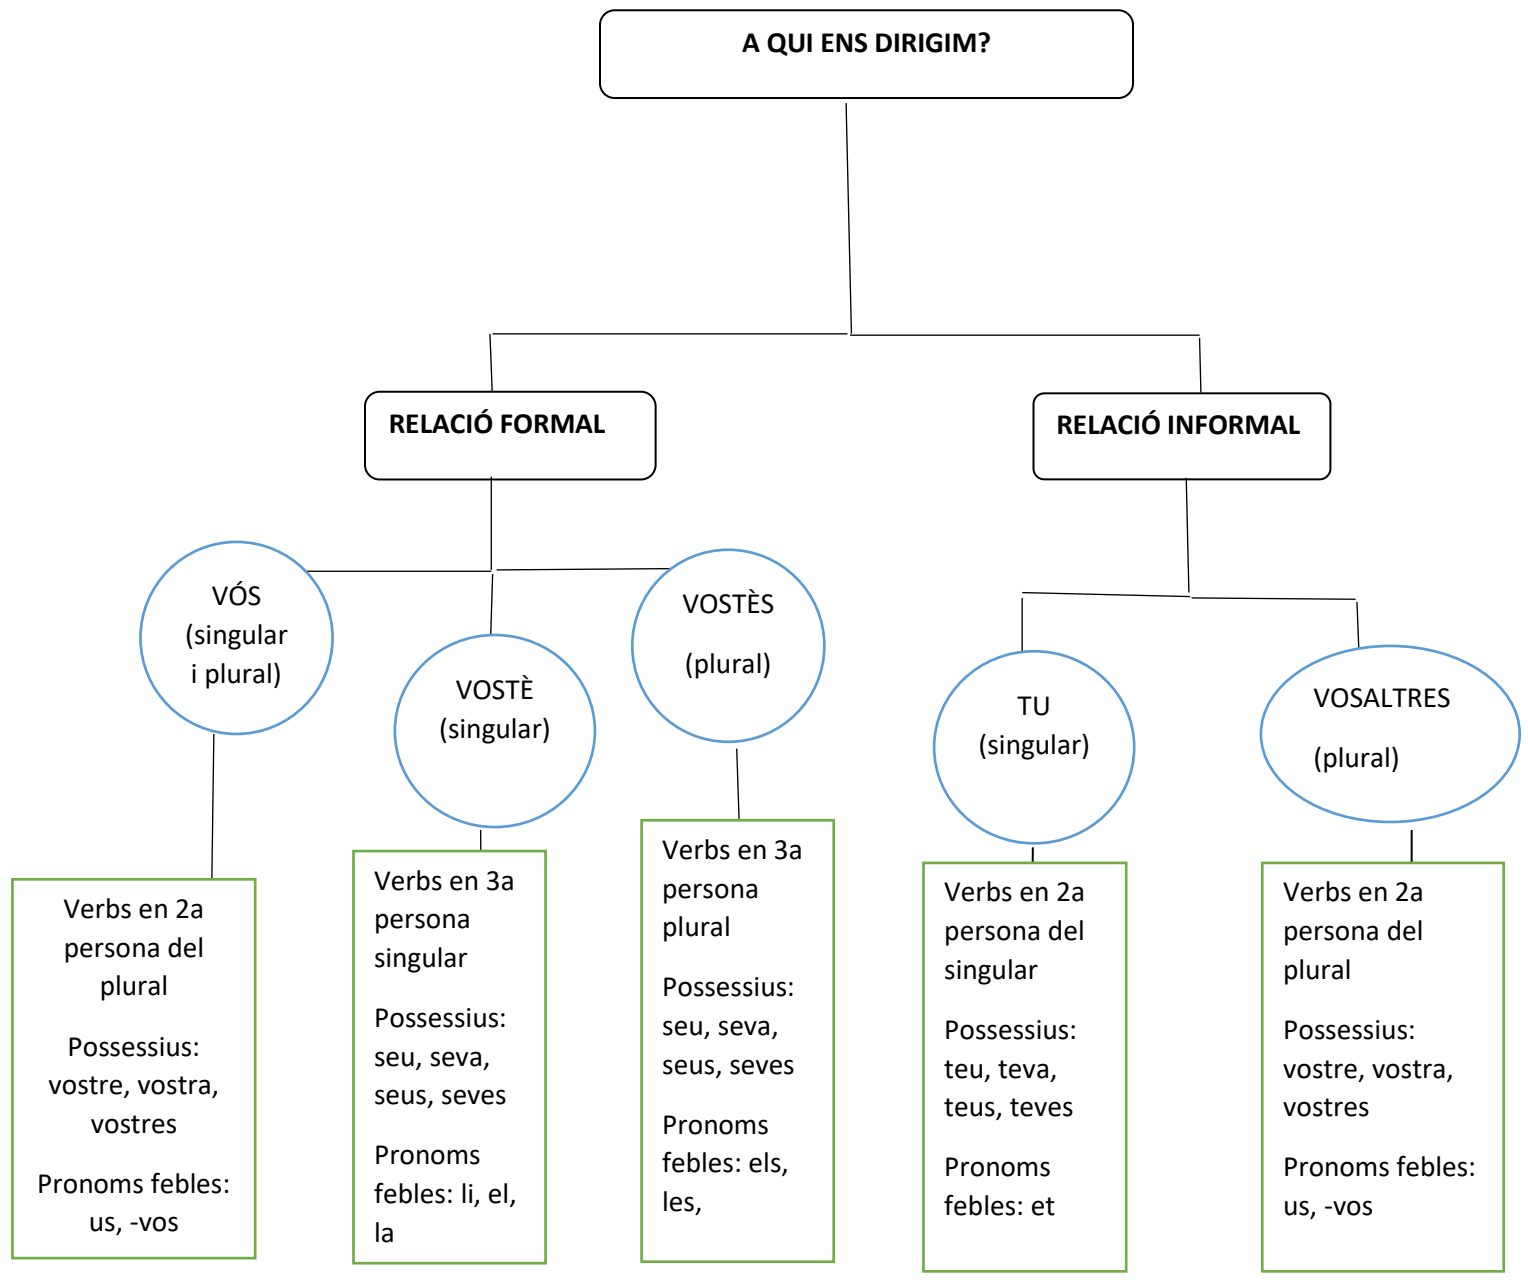 A QUI ENS DIRIGIM?
RELACIÓ FORMAL
RELACIÓ INFORMAL
VÓS
(singular
i plural)
VOSTÈ
(singular)
VOSTÈS
(plural)
TU
(singular)
VOSALTRES
(plural)
Verbs en 2a
persona del
plural
Possessius:
vostre, vostra,
vostres
Pronoms febles:
us, -vos
Verbs en 3a
persona
singular
Possessius:
seu, seva,
seus, seves
Pronoms
febles: li, el,
la
Verbs en 3a
persona
plural
Possessius:
seu, seva,
seus, seves
Pronoms
febles: els,
les,
Verbs en 2a
persona del
singular
Possessius:
teu, teva,
teus, teves
Pronoms
febles: et
Verbs en 2a
persona del
plural
Possessius:
vostre, vostra,
vostres
Pronoms febles:
us, -vos